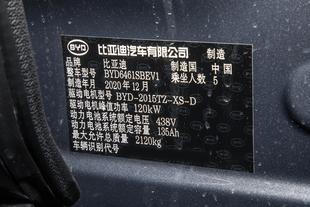 BYD 比亚迪汽车有限公司 制造
品牌 比亚迪 制造国 中国
整车型号 BYD6461SBEV1 乘坐人数 5
制造年月 2020年12月
驱动电机型号 BYD-2015TZ-XS-D
驱动电机峰值功率 120kW
动力电池系统额定电压 438V
动力电池系统额定容量 135Ah
最大允许总质量 2120kg
车辆识别代号